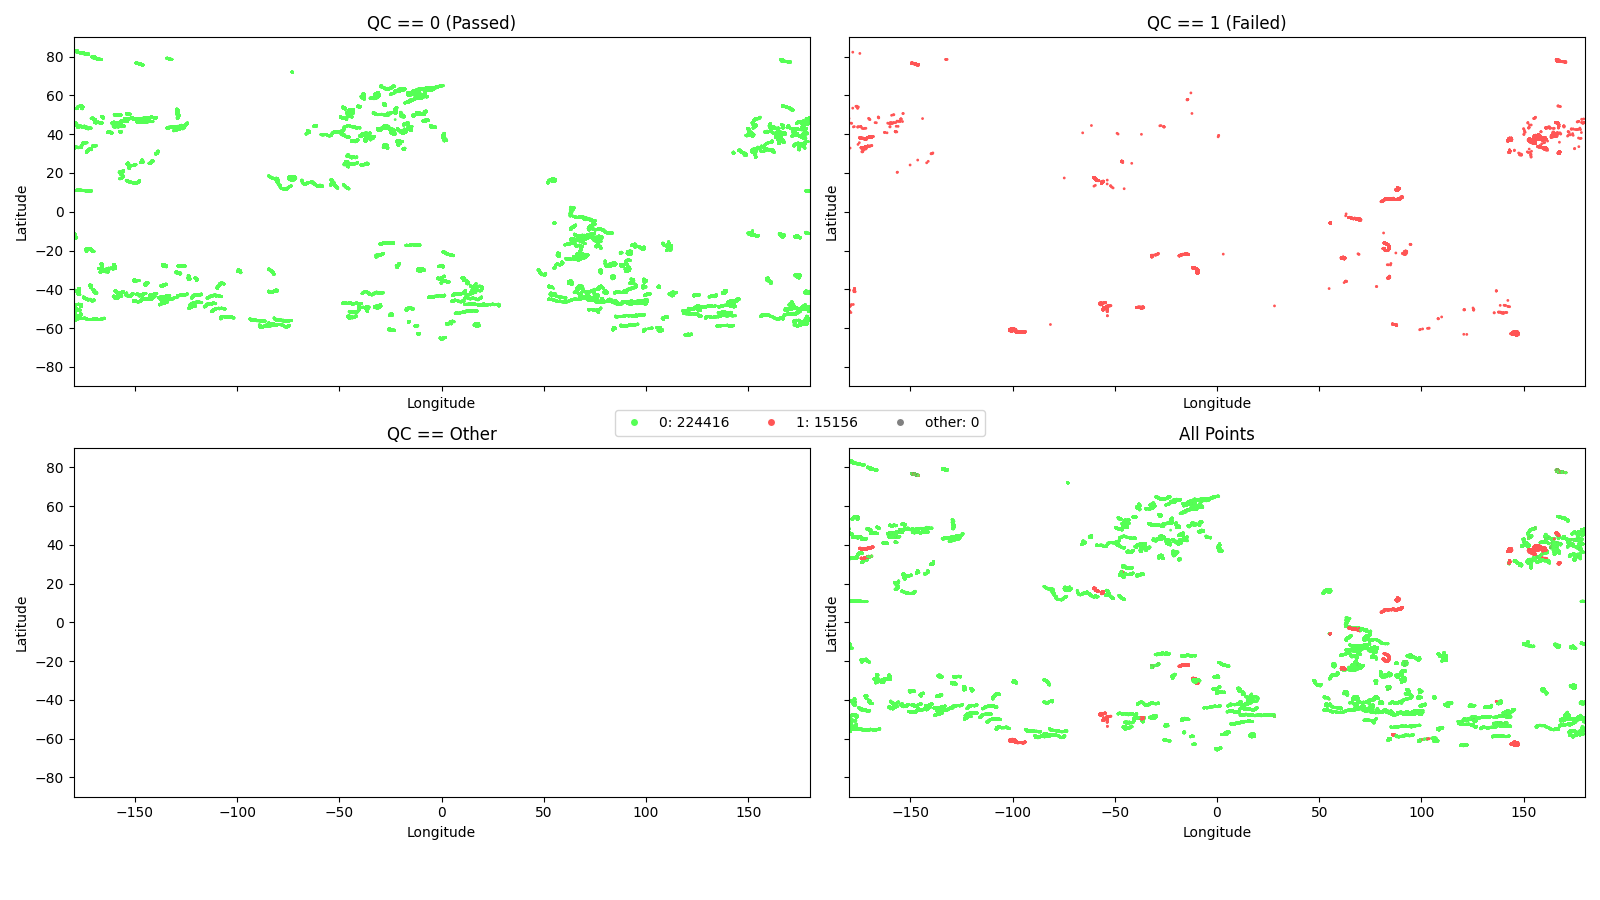 QC == 0 (Passed)
QC == 1 (Failed)
80
60
40
20
0
−20
−40
−60
−80
Latitude
Latitude
Longitude
Longitude
0: 224416
1: 15156
other: 0
QC == Other
All Points
80
60
40
20
0
−20
−40
−60
−80
Latitude
Latitude
−150
−100
−50
0
50
100
150
−150
−100
−50
0
50
100
150
Longitude
Longitude